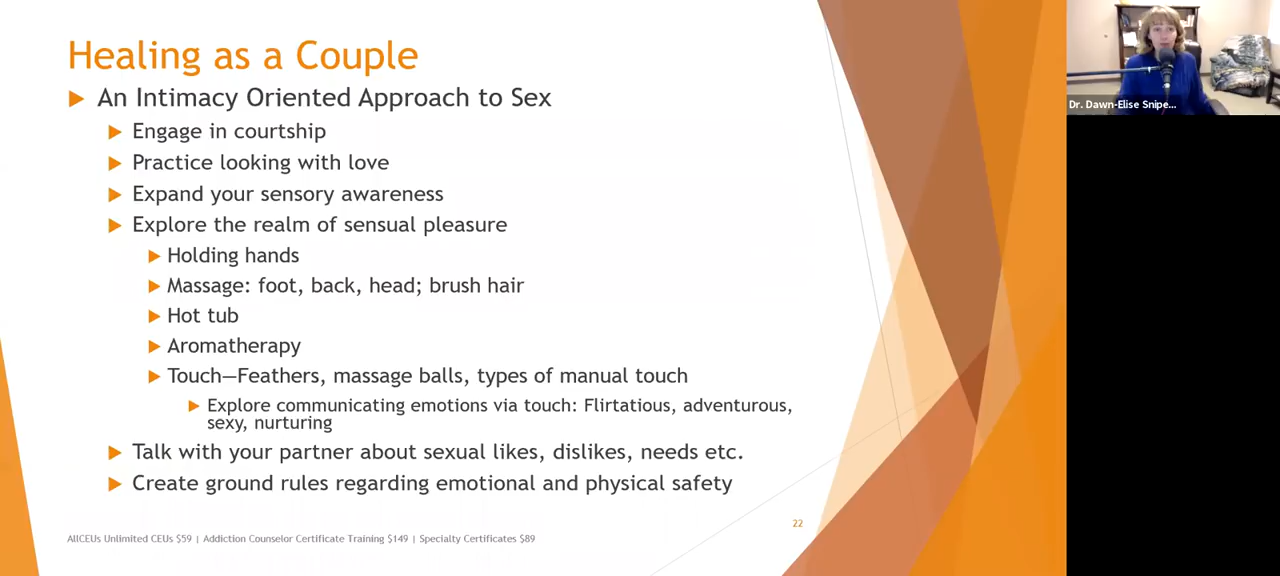 Healing as a Couple
An Intimacy Oriented Approach to Sex
Engage in courtship
Practice looking with love
Expand your sensory awareness
Explore the realm of sensual pleasure
Holding hands
Massage: foot, back, head; brush hair
Hot tub
Aromatherapy
Touch—Feathers, massage balls, types of manual touch
Explore communicating emotions via touch: Flirtatious, adventurous,
sexy, nurturing
Talk with your partner about sexual likes, dislikes, needs etc.
Create ground rules regarding emotional and physical safety
22
AllCEUs Unlimited CEUs $59 | Addiction Counselor Certificate Training $149 | Specialty Certificates $89
Dr. Dawn-Elise Snipe...